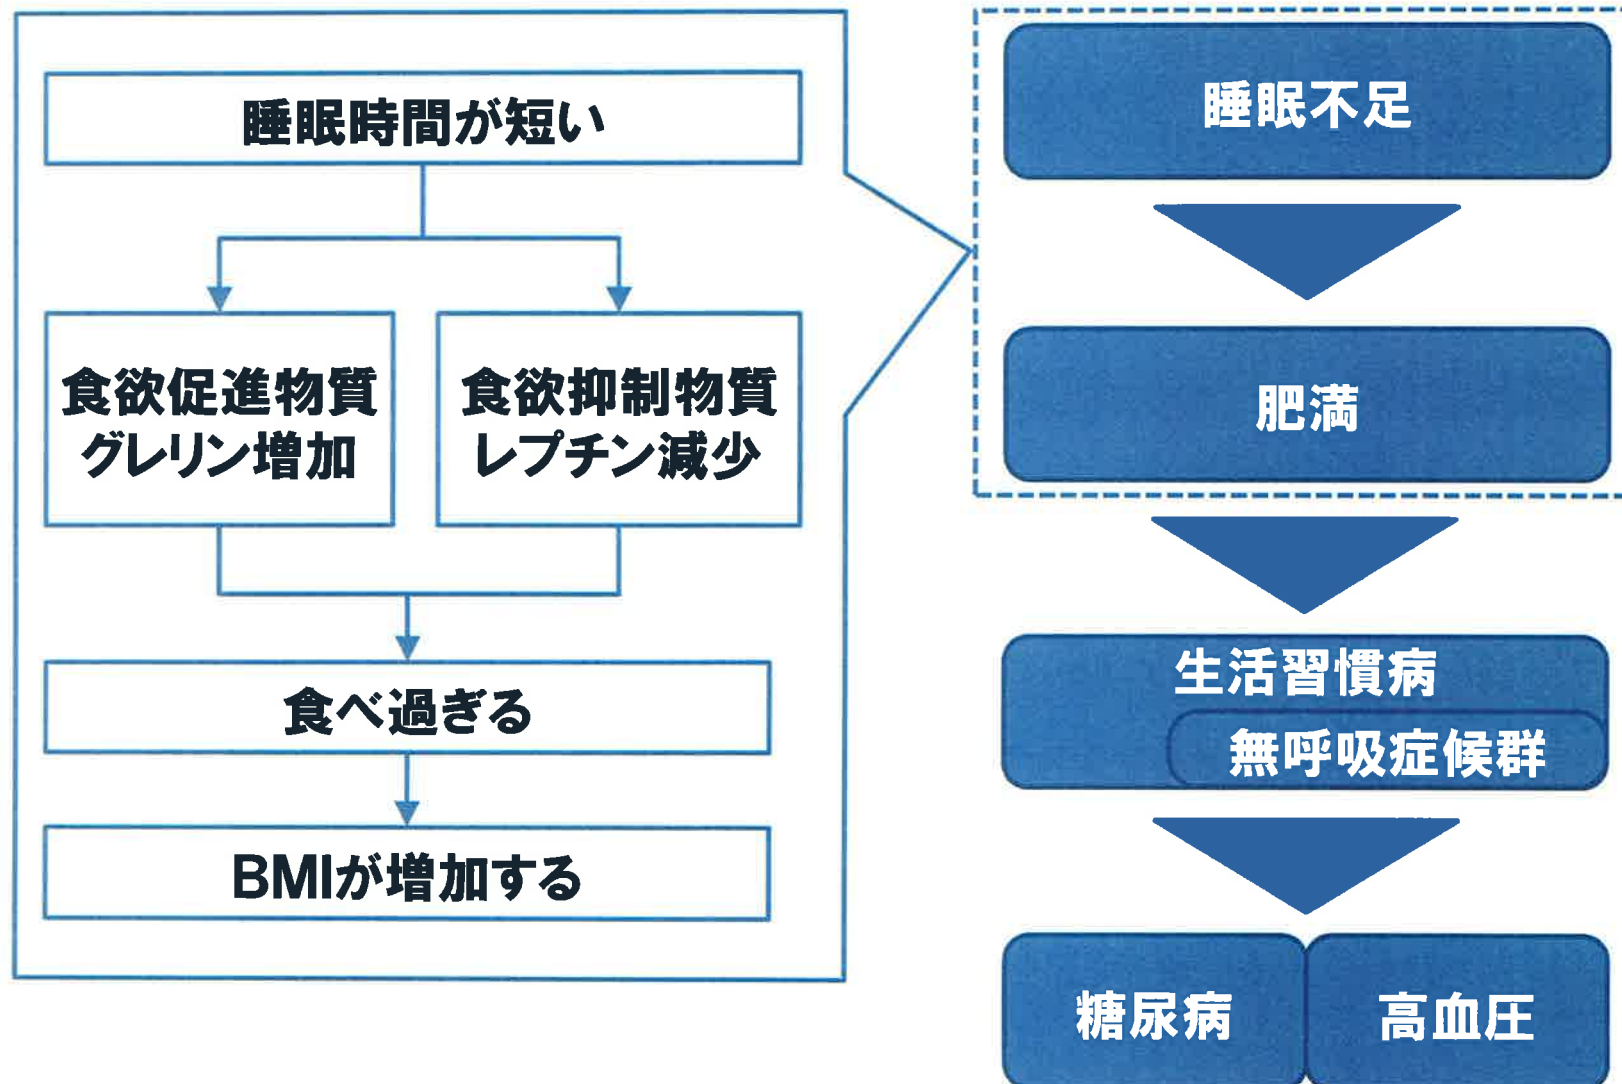 睡眠時間が短い
食欲促進物質
グレリン増加
食欲抑制物質
レプチン減少
食べ過ぎる
BMIが増加する
睡眠不足
肥満
生活習慣病
無呼吸症候群
糖尿病
高血圧